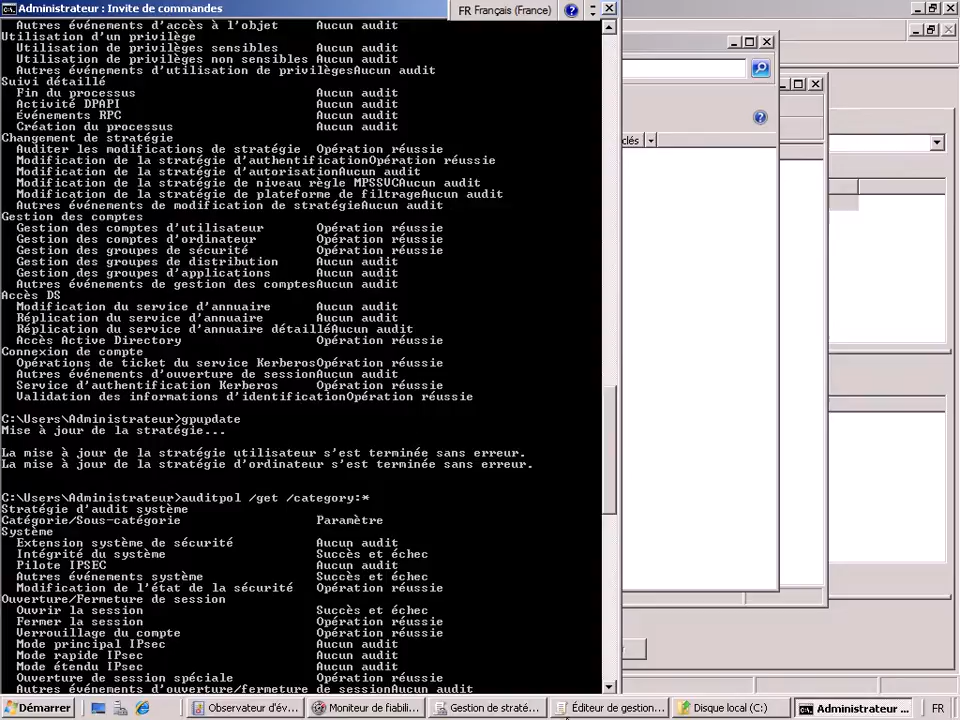 Administrateur : Invite de commandes
FR Français (France)
Autres événements d'accès à l'objet Aucun audit
Utilisation d'un privilège
Utilisation de privilèges sensibles Aucun audit
Utilisation de privilèges non sensibles Aucun audit
Autres événements d'utilisation de privilègesAucun audit
Suivi détaillé
Fin du processus Aucun audit
Activité DPAPI Aucun audit
Événements RPC Aucun audit
Création du processus Aucun audit
Changement de stratégie
Auditer les modifications de stratégie Opération réussie
Modification de la stratégie d'authentificationOpération réussie
Modification de la stratégie d'autorisationAucun audit
Modification de la stratégie de niveau règle MPSSVCAucun audit
Modification de la stratégie de plateforme de filtrageAucun audit
Autres événements de modification de stratégieAucun audit
Gestion des comptes
Gestion des comptes d'utilisateur Opération réussie
Gestion des comptes d'ordinateur Opération réussie
Gestion des groupes de sécurité Opération réussie
Gestion des groupes de distribution Aucun audit
Gestion des groupes d'applications Aucun audit
Autres événements de gestion des comptesAucun audit
Accès DS
Modification du service d'annuaire Aucun audit
Réplication du service d'annuaire Aucun audit
Réplication du service d'annuaire détailléAucun audit
Accès Active Directory Opération réussie
Connexion de compte
Opérations de ticket du service KerberosOpération réussie
Autres événements d'ouverture de sessionAucun audit
Service d'authentification Kerberos Opération réussie
Validation des informations d'identificationOpération réussie
C:\Users\Administrateur>gpupdate
Mise à jour de la stratégie...
La mise à jour de la stratégie utilisateur s'est terminée sans erreur.
La mise à jour de la stratégie d'ordinateur s'est terminée sans erreur.
C:\Users\Administrateur>auditpol /get /category:*
Stratégie d'audit système
Catégorie/Sous-catégorie Paramètre
Système
Extension système de sécurité Aucun audit
Intégrité du système Succès et échec
Pilote IPSEC Aucun audit
Autres événements système Succès et échec
Modification de l'état de la sécurité Opération réussie
Ouverture/Fermeture de session
Ouvrir la session Succès et échec
Fermer la session Opération réussie
Verrouillage du compte Opération réussie
Mode principal IPsec Aucun audit
Mode rapide IPsec Aucun audit
Mode étendu IPsec Aucun audit
Ouverture de session spéciale Opération réussie
Autres événements d'ouverture/fermeture de sessionAucun audit
clés
Démarrer
Observateur d'év...
Moniteur de fiabili...
Gestion de straté...
Éditeur de gestion...
Disque local (C:)
Administrateur ...
FR